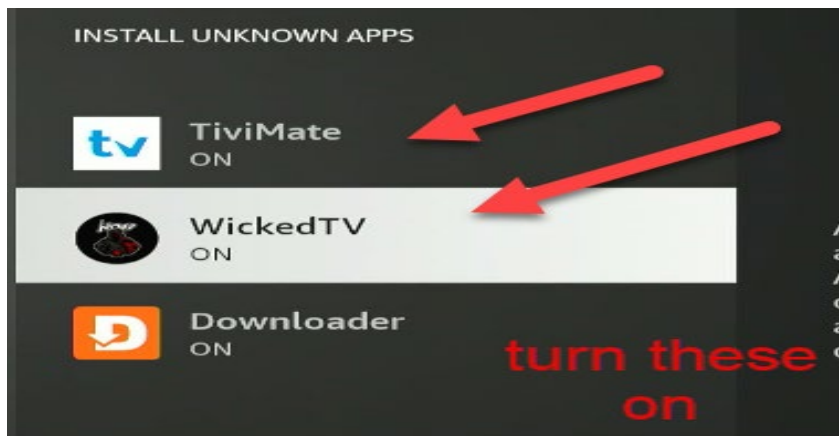 INSTALL UNKNOWN APPS
tv
TiviMate
ON
WickedTV
ON
D
Downloader
ON
turn these
on